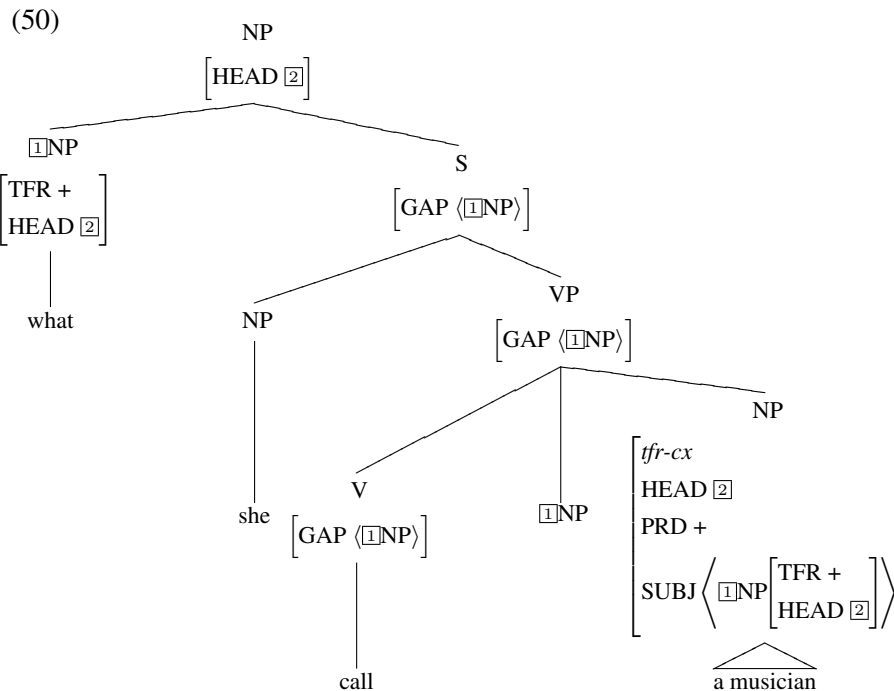 (50)
NP
[HEAD 2]
1NP
S
[TFR +
HEAD 2]
[GAP ⟨1NP⟩]
what
NP
VP
[GAP ⟨1NP⟩]
NP
she
V
1NP
[tfr-cx
HEAD 2
PRD +
SUBJ⟨1NP[TFR +
HEAD 2]⟩
[GAP ⟨1NP⟩]
call
a musician